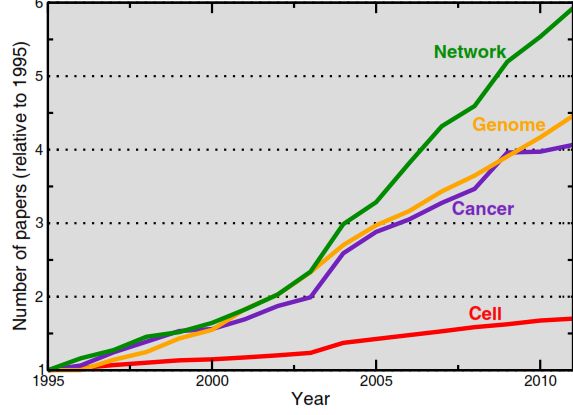 6
5
4
3
2
1
Number of papers (relative to 1995)
Network
Genome
Cancer
Cell
1995
2000
2005
2010
Year